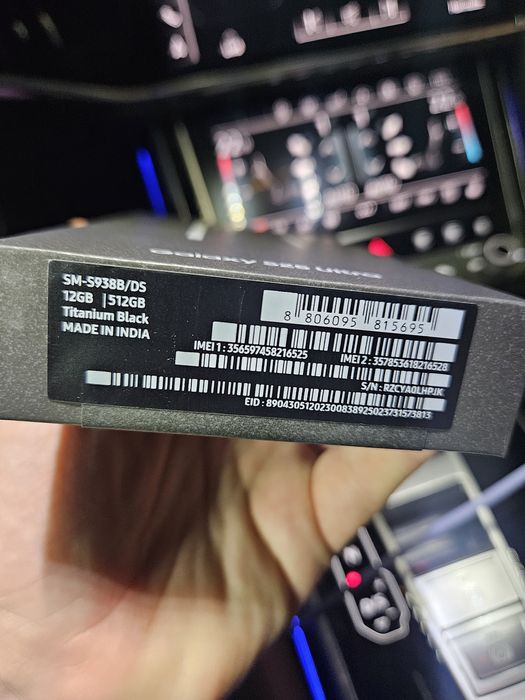 Galaxy S25 Ultra
SM-S938B/DS
12GB | 512GB
Titanium Black
MADE IN INDIA
8 806095 815695
IMEI 1 : 356597458216525
IMEI 2 : 357853618216528
S/N : RZCYA0LHPJK
EID : 89043051202300838925023731573813